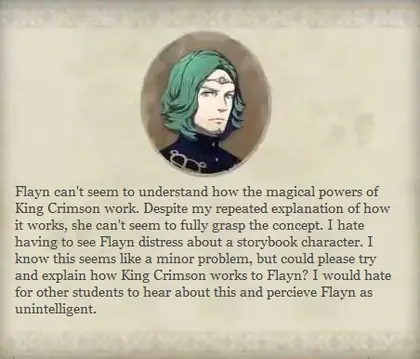 Flayn can't seem to understand how the magical powers of
King Crimson work. Despite my repeated explanation of how
it works, she can't seem to fully grasp the concept. I hate
having to see Flayn distress about a storybook character. I
know this seems like a minor problem, but could please try
and explain how King Crimson works to Flayn? I would hate
for other students to hear about this and percieve Flayn as
unintelligent.